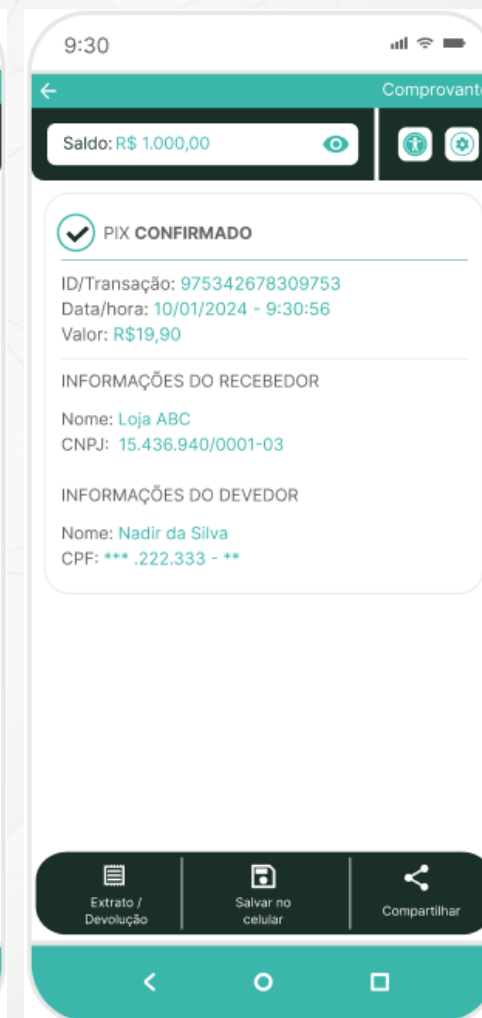 9:30
Comprovante
Saldo: R$ 1.000,00
PIX CONFIRMADO
ID/Transação: 975342678309753
Data/hora: 10/01/2024 - 9:30:56
Valor: R$19,90
INFORMAÇÕES DO RECEBEDOR
Nome: Loja ABC
CNPJ: 15.436.940/0001-03
INFORMAÇÕES DO DEVEDOR
Nome: Nadir da Silva
CPF: *** .222.333 - **
Extrato /
Devolução
Salvar no
celular
Compartilhar